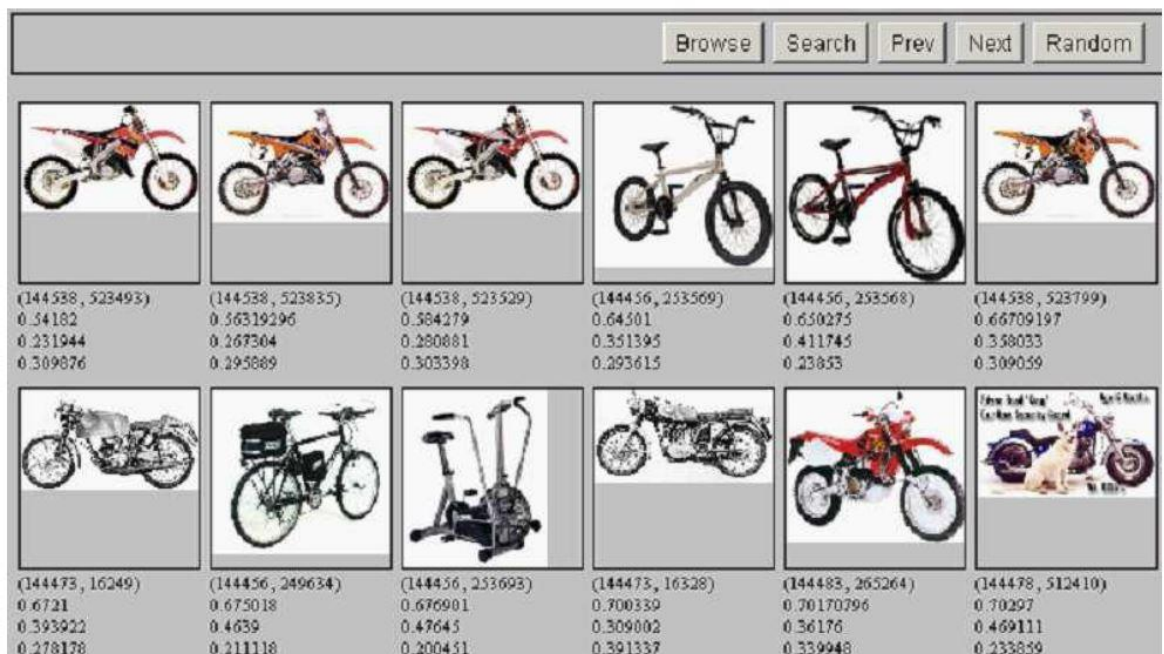 Browse Search Prev Next Random
(144538, 523493) (144538, 523835) (144538, 523529) (144456, 253569) (144456, 253568) (144538, 523799)
0.54182 0.56319296 0.584279 0.64501 0.650275 0.66709197
0.231944 0.267304 0.280881 0.351395 0.411745 0.358033
0.309876 0.295889 0.303398 0.293615 0.23853 0.309059
(144473, 16249) (144456, 249634) (144456, 253693) (144473, 16328) (144483, 265264) (144478, 512410)
0.6721 0.675018 0.676901 0.700339 0.70170796 0.70297
0.393922 0.4639 0.47645 0.309002 0.36176 0.469111
0.278178 0.211118 0.200451 0.391337 0.339948 0.233859